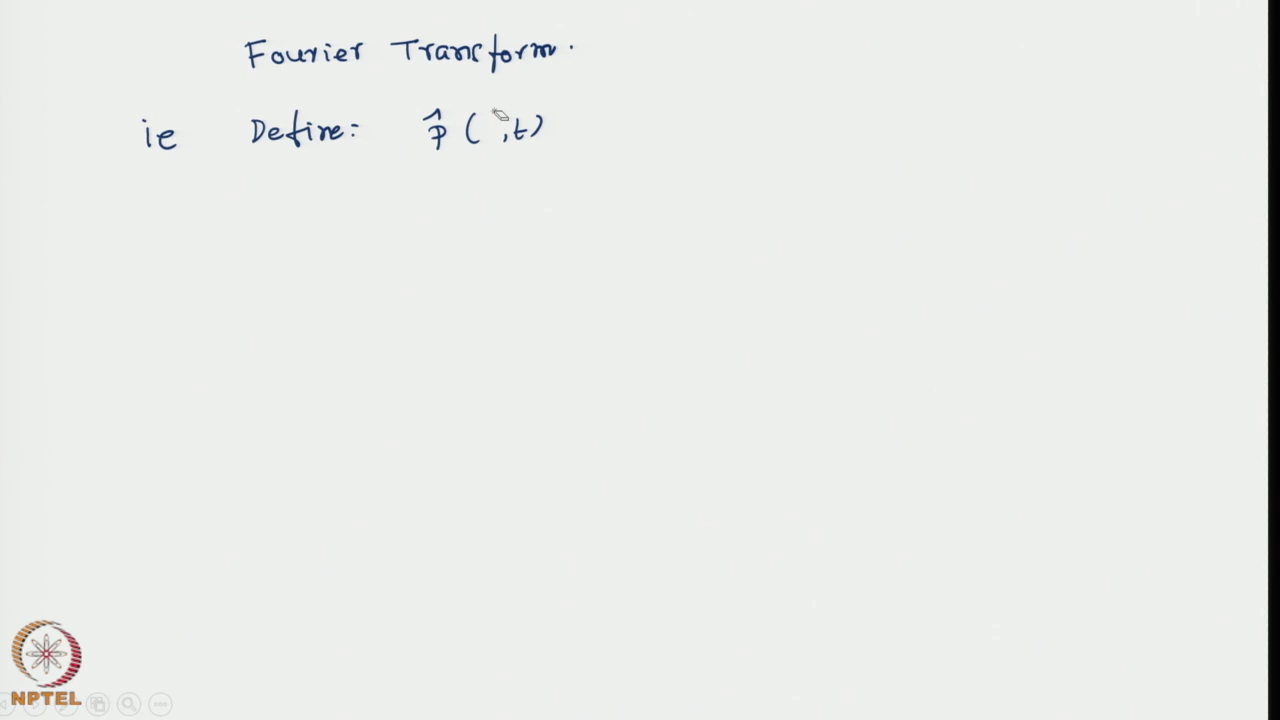 Fourier Transform.
ie Define: p̂ ( ,t)
NPTEL